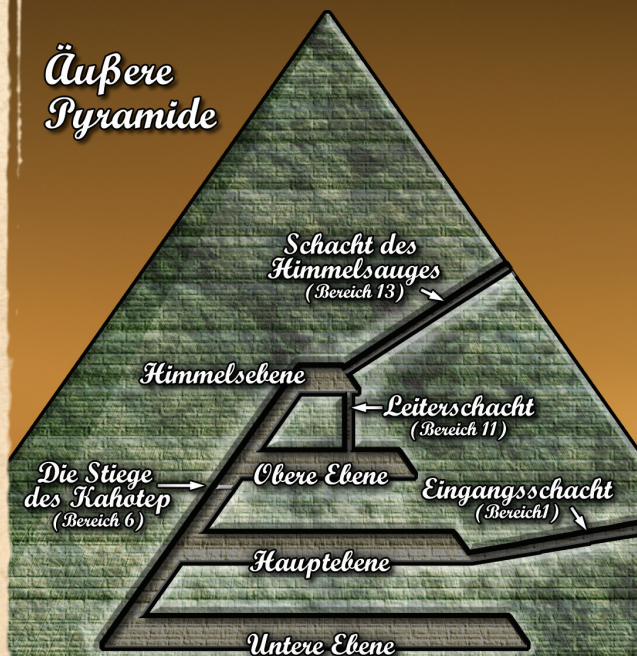 Äußere
Pyramide
Schacht des
Himmelsauges
(Bereich 13)
Himmelsebene
Leiterschacht
(Bereich 11)
Die Stiege
des Kahotep
(Bereich 6)
Obere Ebene
Eingangsschacht
(Bereich1)
Hauptebene
Untere Ebene